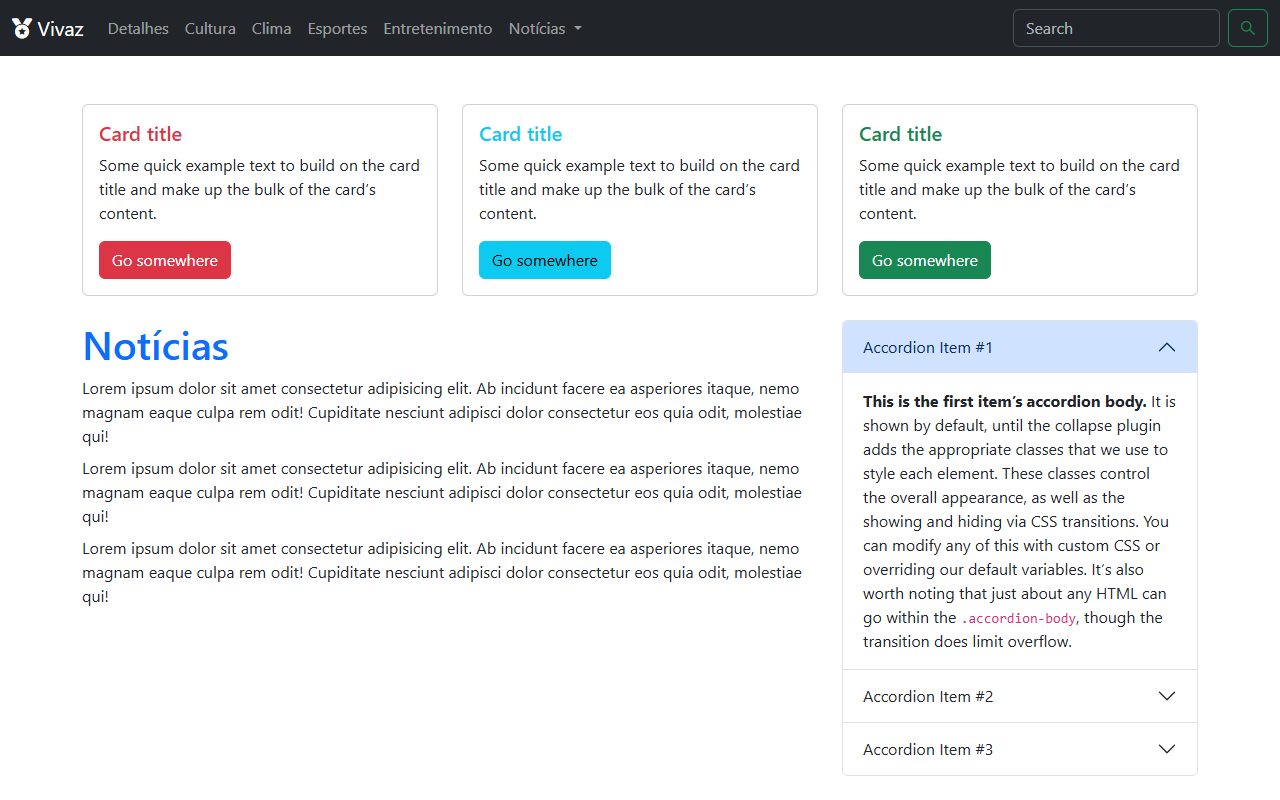 Vivaz Detalhes Cultura Clima Esportes Entretenimento Notícias Search
Card title
Some quick example text to build on the card
title and make up the bulk of the card's
content.
Go somewhere
Card title
Some quick example text to build on the card
title and make up the bulk of the card's
content.
Go somewhere
Card title
Some quick example text to build on the card
title and make up the bulk of the card's
content.
Go somewhere
Notícias
Lorem ipsum dolor sit amet consectetur adipisicing elit. Ab incidunt facere ea asperiores itaque, nemo
magnam eaque culpa rem odit! Cupiditate nesciunt adipisci dolor consectetur eos quia odit, molestiae
qui!
Lorem ipsum dolor sit amet consectetur adipisicing elit. Ab incidunt facere ea asperiores itaque, nemo
magnam eaque culpa rem odit! Cupiditate nesciunt adipisci dolor consectetur eos quia odit, molestiae
qui!
Lorem ipsum dolor sit amet consectetur adipisicing elit. Ab incidunt facere ea asperiores itaque, nemo
magnam eaque culpa rem odit! Cupiditate nesciunt adipisci dolor consectetur eos quia odit, molestiae
qui!
Accordion Item #1
This is the first item's accordion body. It is
shown by default, until the collapse plugin
adds the appropriate classes that we use to
style each element. These classes control
the overall appearance, as well as the
showing and hiding via CSS transitions. You
can modify any of this with custom CSS or
overriding our default variables. It's also
worth noting that just about any HTML can
go within the .accordion-body, though the
transition does limit overflow.
Accordion Item #2
Accordion Item #3